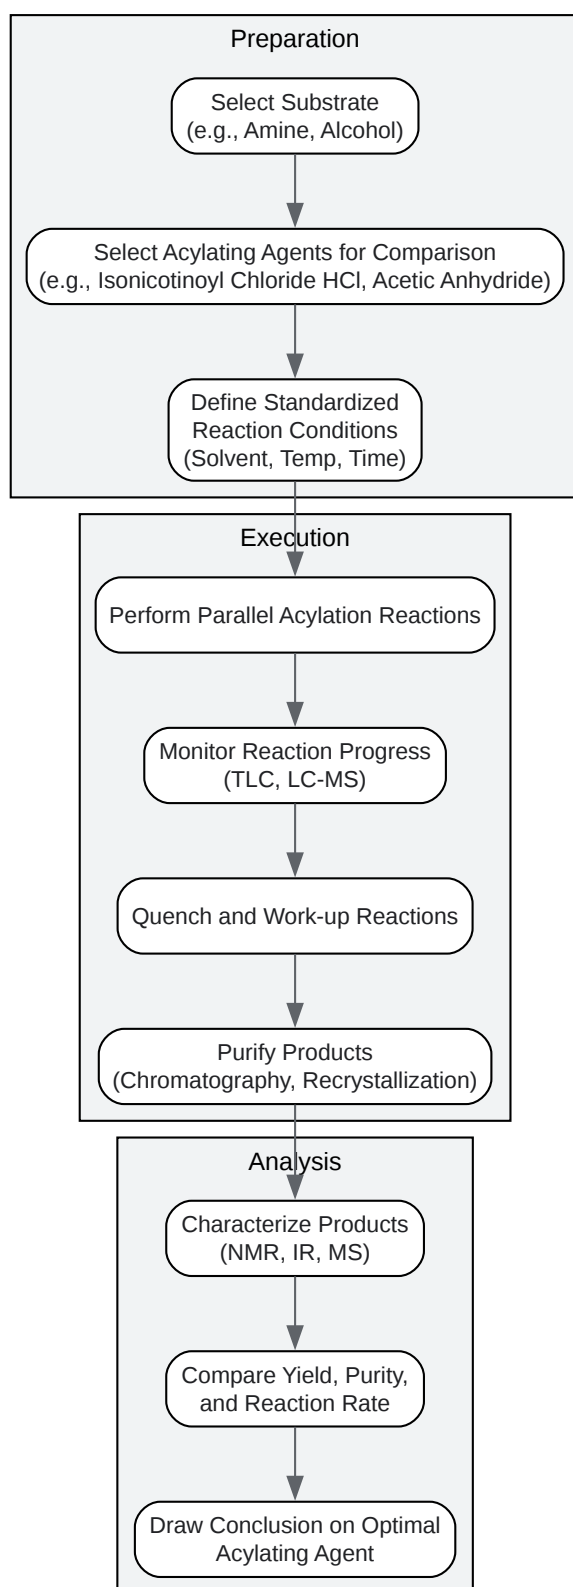 Preparation
Select Substrate
(e.g., Amine, Alcohol)
Select Acylating Agents for Comparison
(e.g., Isonicotinoyl Chloride HCl, Acetic Anhydride)
Define Standardized
Reaction Conditions
(Solvent, Temp, Time)
Execution
Perform Parallel Acylation Reactions
Monitor Reaction Progress
(TLC, LC-MS)
Quench and Work-up Reactions
Purify Products
(Chromatography, Recrystallization)
Analysis
Characterize Products
(NMR, IR, MS)
Compare Yield, Purity,
and Reaction Rate
Draw Conclusion on Optimal
Acylating Agent